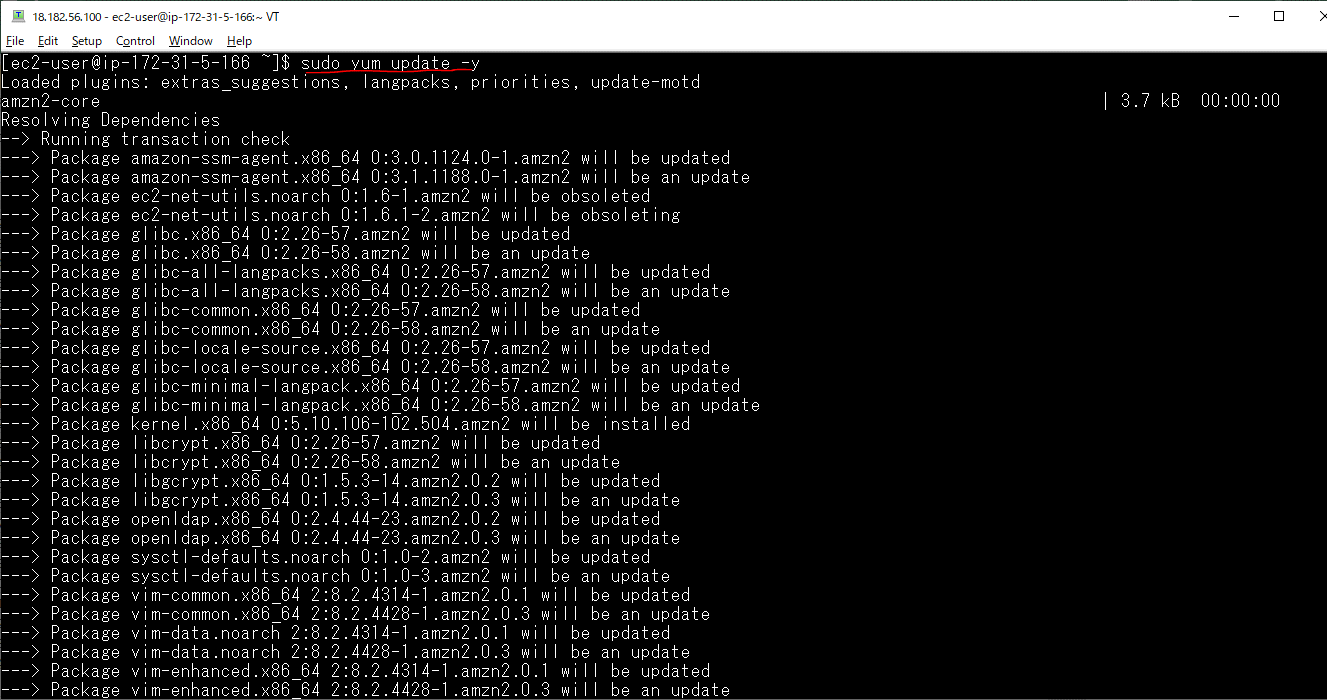 18.182.56.100 - ec2-user@ip-172-31-5-166:~ VT
File Edit Setup Control Window Help
[ec2-user@ip-172-31-5-166 ~]$ sudo yum update -y
Loaded plugins: extras_suggestions, langpacks, priorities, update-motd
amzn2-core | 3.7 kB 00:00:00
Resolving Dependencies
--> Running transaction check
---> Package amazon-ssm-agent.x86_64 0:3.0.1124.0-1.amzn2 will be updated
---> Package amazon-ssm-agent.x86_64 0:3.1.1188.0-1.amzn2 will be an update
---> Package ec2-net-utils.noarch 0:1.6-1.amzn2 will be obsoleted
---> Package ec2-net-utils.noarch 0:1.6.1-2.amzn2 will be obsoleting
---> Package glibc.x86_64 0:2.26-57.amzn2 will be updated
---> Package glibc.x86_64 0:2.26-58.amzn2 will be an update
---> Package glibc-all-langpacks.x86_64 0:2.26-57.amzn2 will be updated
---> Package glibc-all-langpacks.x86_64 0:2.26-58.amzn2 will be an update
---> Package glibc-common.x86_64 0:2.26-57.amzn2 will be updated
---> Package glibc-common.x86_64 0:2.26-58.amzn2 will be an update
---> Package glibc-locale-source.x86_64 0:2.26-57.amzn2 will be updated
---> Package glibc-locale-source.x86_64 0:2.26-58.amzn2 will be an update
---> Package glibc-minimal-langpack.x86_64 0:2.26-57.amzn2 will be updated
---> Package glibc-minimal-langpack.x86_64 0:2.26-58.amzn2 will be an update
---> Package kernel.x86_64 0:5.10.106-102.504.amzn2 will be installed
---> Package libcrypt.x86_64 0:2.26-57.amzn2 will be updated
---> Package libcrypt.x86_64 0:2.26-58.amzn2 will be an update
---> Package libgcrypt.x86_64 0:1.5.3-14.amzn2.0.2 will be updated
---> Package libgcrypt.x86_64 0:1.5.3-14.amzn2.0.3 will be an update
---> Package openldap.x86_64 0:2.4.44-23.amzn2.0.2 will be updated
---> Package openldap.x86_64 0:2.4.44-23.amzn2.0.3 will be an update
---> Package sysctl-defaults.noarch 0:1.0-2.amzn2 will be updated
---> Package sysctl-defaults.noarch 0:1.0-3.amzn2 will be an update
---> Package vim-common.x86_64 2:8.2.4314-1.amzn2.0.1 will be updated
---> Package vim-common.x86_64 2:8.2.4428-1.amzn2.0.3 will be an update
---> Package vim-data.noarch 2:8.2.4314-1.amzn2.0.1 will be updated
---> Package vim-data.noarch 2:8.2.4428-1.amzn2.0.3 will be an update
---> Package vim-enhanced.x86_64 2:8.2.4314-1.amzn2.0.1 will be updated
---> Package vim-enhanced.x86_64 2:8.2.4428-1.amzn2.0.3 will be an update